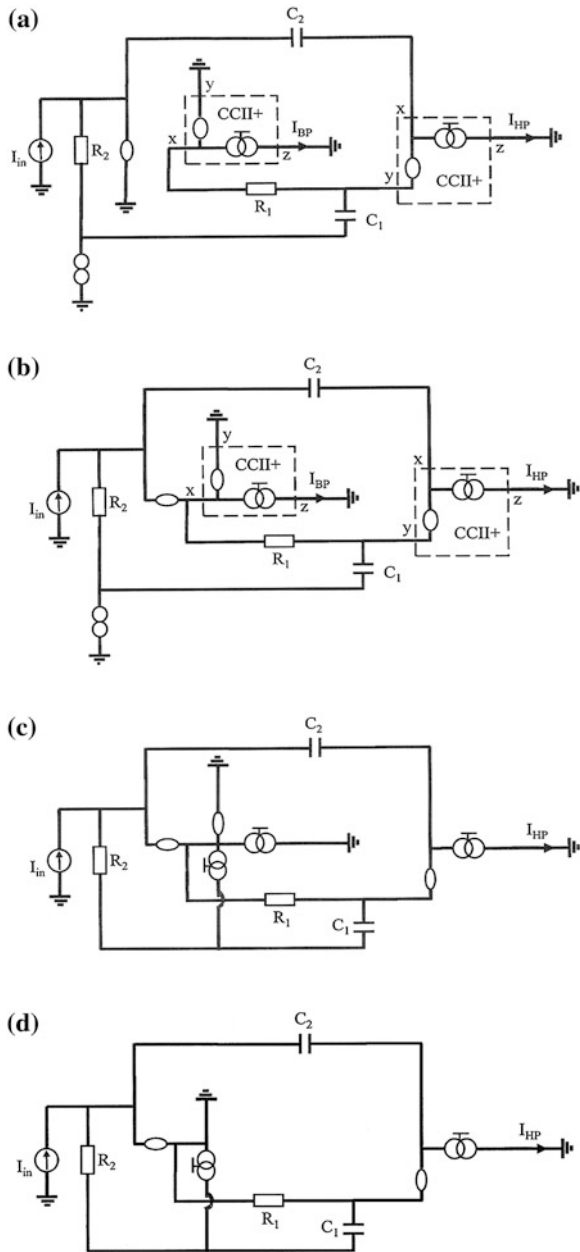 (a)
C2
y
CCII+
x
IBP
z
x
IHP
z
Iin
R2
y
CCII+
R1
C1
(b)
C2
y
CCII+
x
IBP
z
x
IHP
z
Iin
R2
y
CCII+
R1
C1
(c)
C2
IHP
Iin
R2
R1
C1
(d)
C2
IHP
Iin
R2
R1
C1